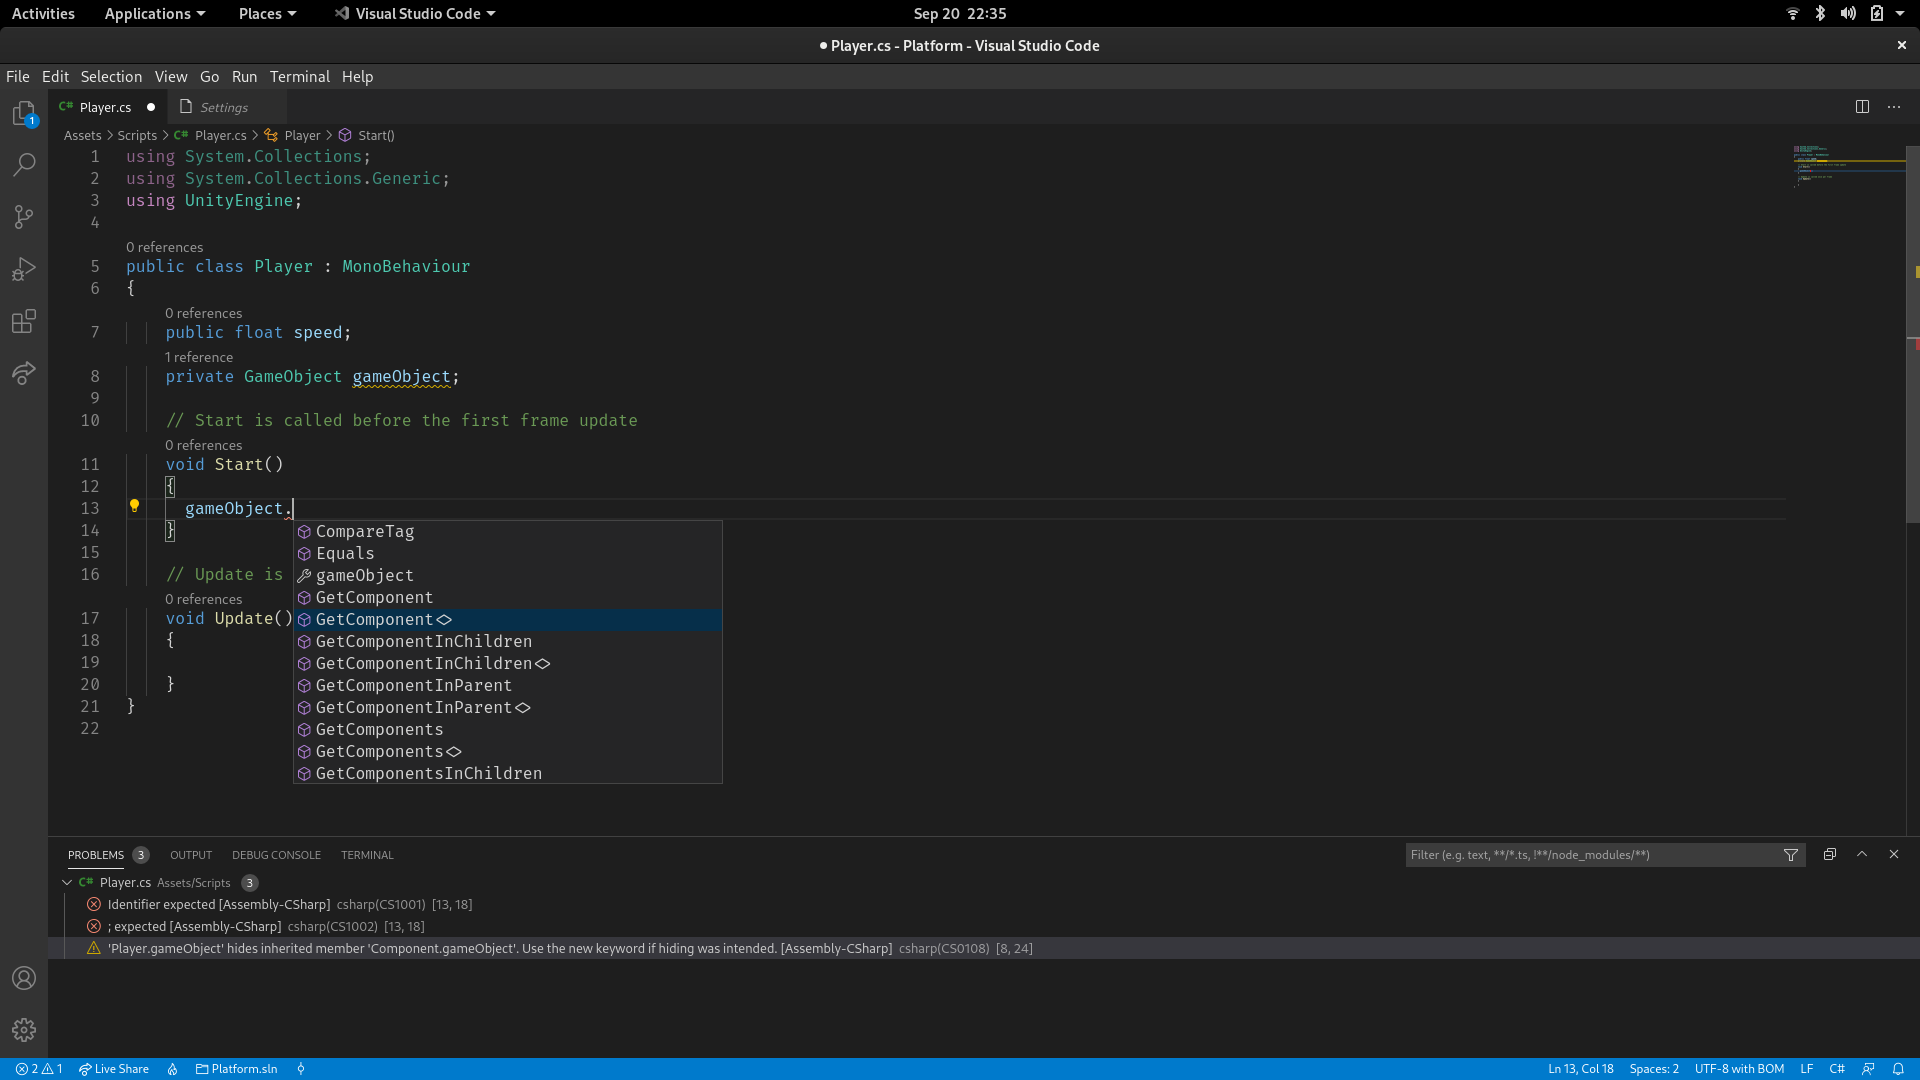 Activities Applications Places Visual Studio Code Sep 20 22:35
● Player.cs - Platform - Visual Studio Code
File Edit Selection View Go Run Terminal Help
1
Player.cs Settings
Assets > Scripts > Player.cs > Player > Start()
1 using System.Collections;
2 using System.Collections.Generic;
3 using UnityEngine;
4
0 references
5 public class Player : MonoBehaviour
6 {
0 references
7 public float speed;
1 reference
8 private GameObject gameObject;
9
10 // Start is called before the first frame update
0 references
11 void Start()
12 {
13 gameObject.
14 }
15
16 // Update is
0 references
17 void Update()
18 {
19
20 }
21 }
22
CompareTag
Equals
gameObject
GetComponent
GetComponent<>
GetComponentInChildren
GetComponentInChildren<>
GetComponentInParent
GetComponentInParent<>
GetComponents
GetComponents<>
GetComponentsInChildren
PROBLEMS 3 OUTPUT DEBUG CONSOLE TERMINAL Filter (e.g. text, **/*.ts, !**/node_modules/**)
Player.cs Assets/Scripts 3
Identifier expected [Assembly-CSharp] csharp(CS1001) [13, 18]
; expected [Assembly-CSharp] csharp(CS1002) [13, 18]
'Player.gameObject' hides inherited member 'Component.gameObject'. Use the new keyword if hiding was intended. [Assembly-CSharp] csharp(CS0108) [8, 24]
2 1 Live Share Platform.sln Ln 13, Col 18 Spaces: 2 UTF-8 with BOM LF C#